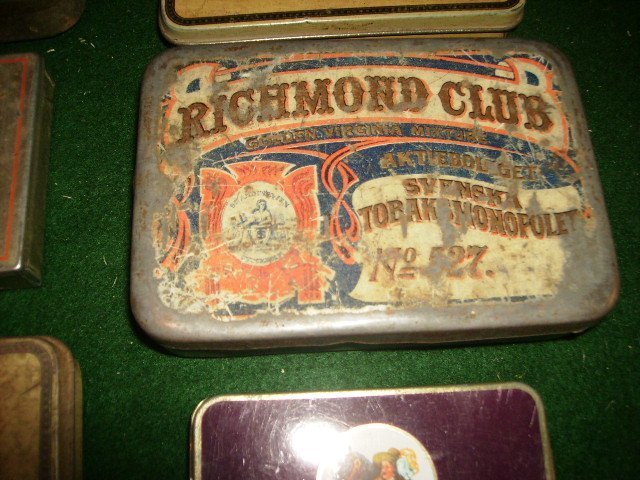 RICHMOND CLUB
GOLDEN VIRGINIA MIXTURE
AKTIEBOLAGET
SVENSKA
TOBAKSMONOPOLET
No 527.